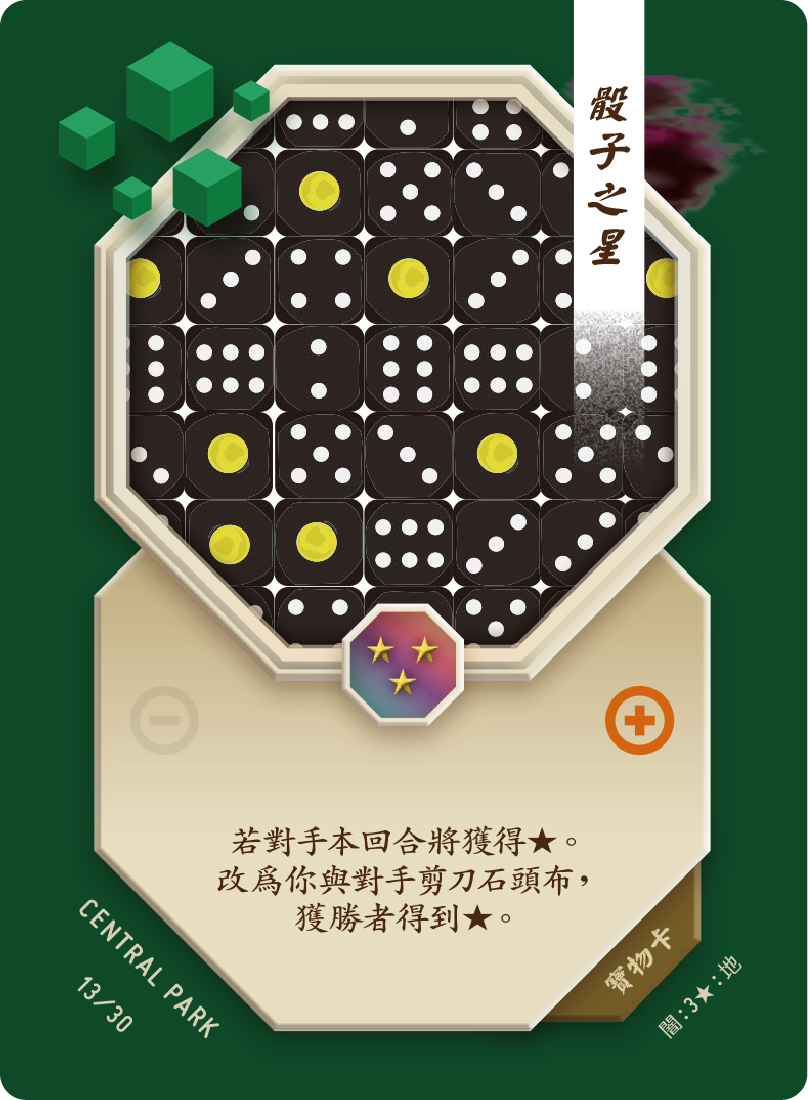 骰子之星
若對手本回合將獲得★。
改爲你與對手剪刀石頭布，
獲勝者得到★。
寶物卡
CENTRAL PARK
13/30
闇:3★:地